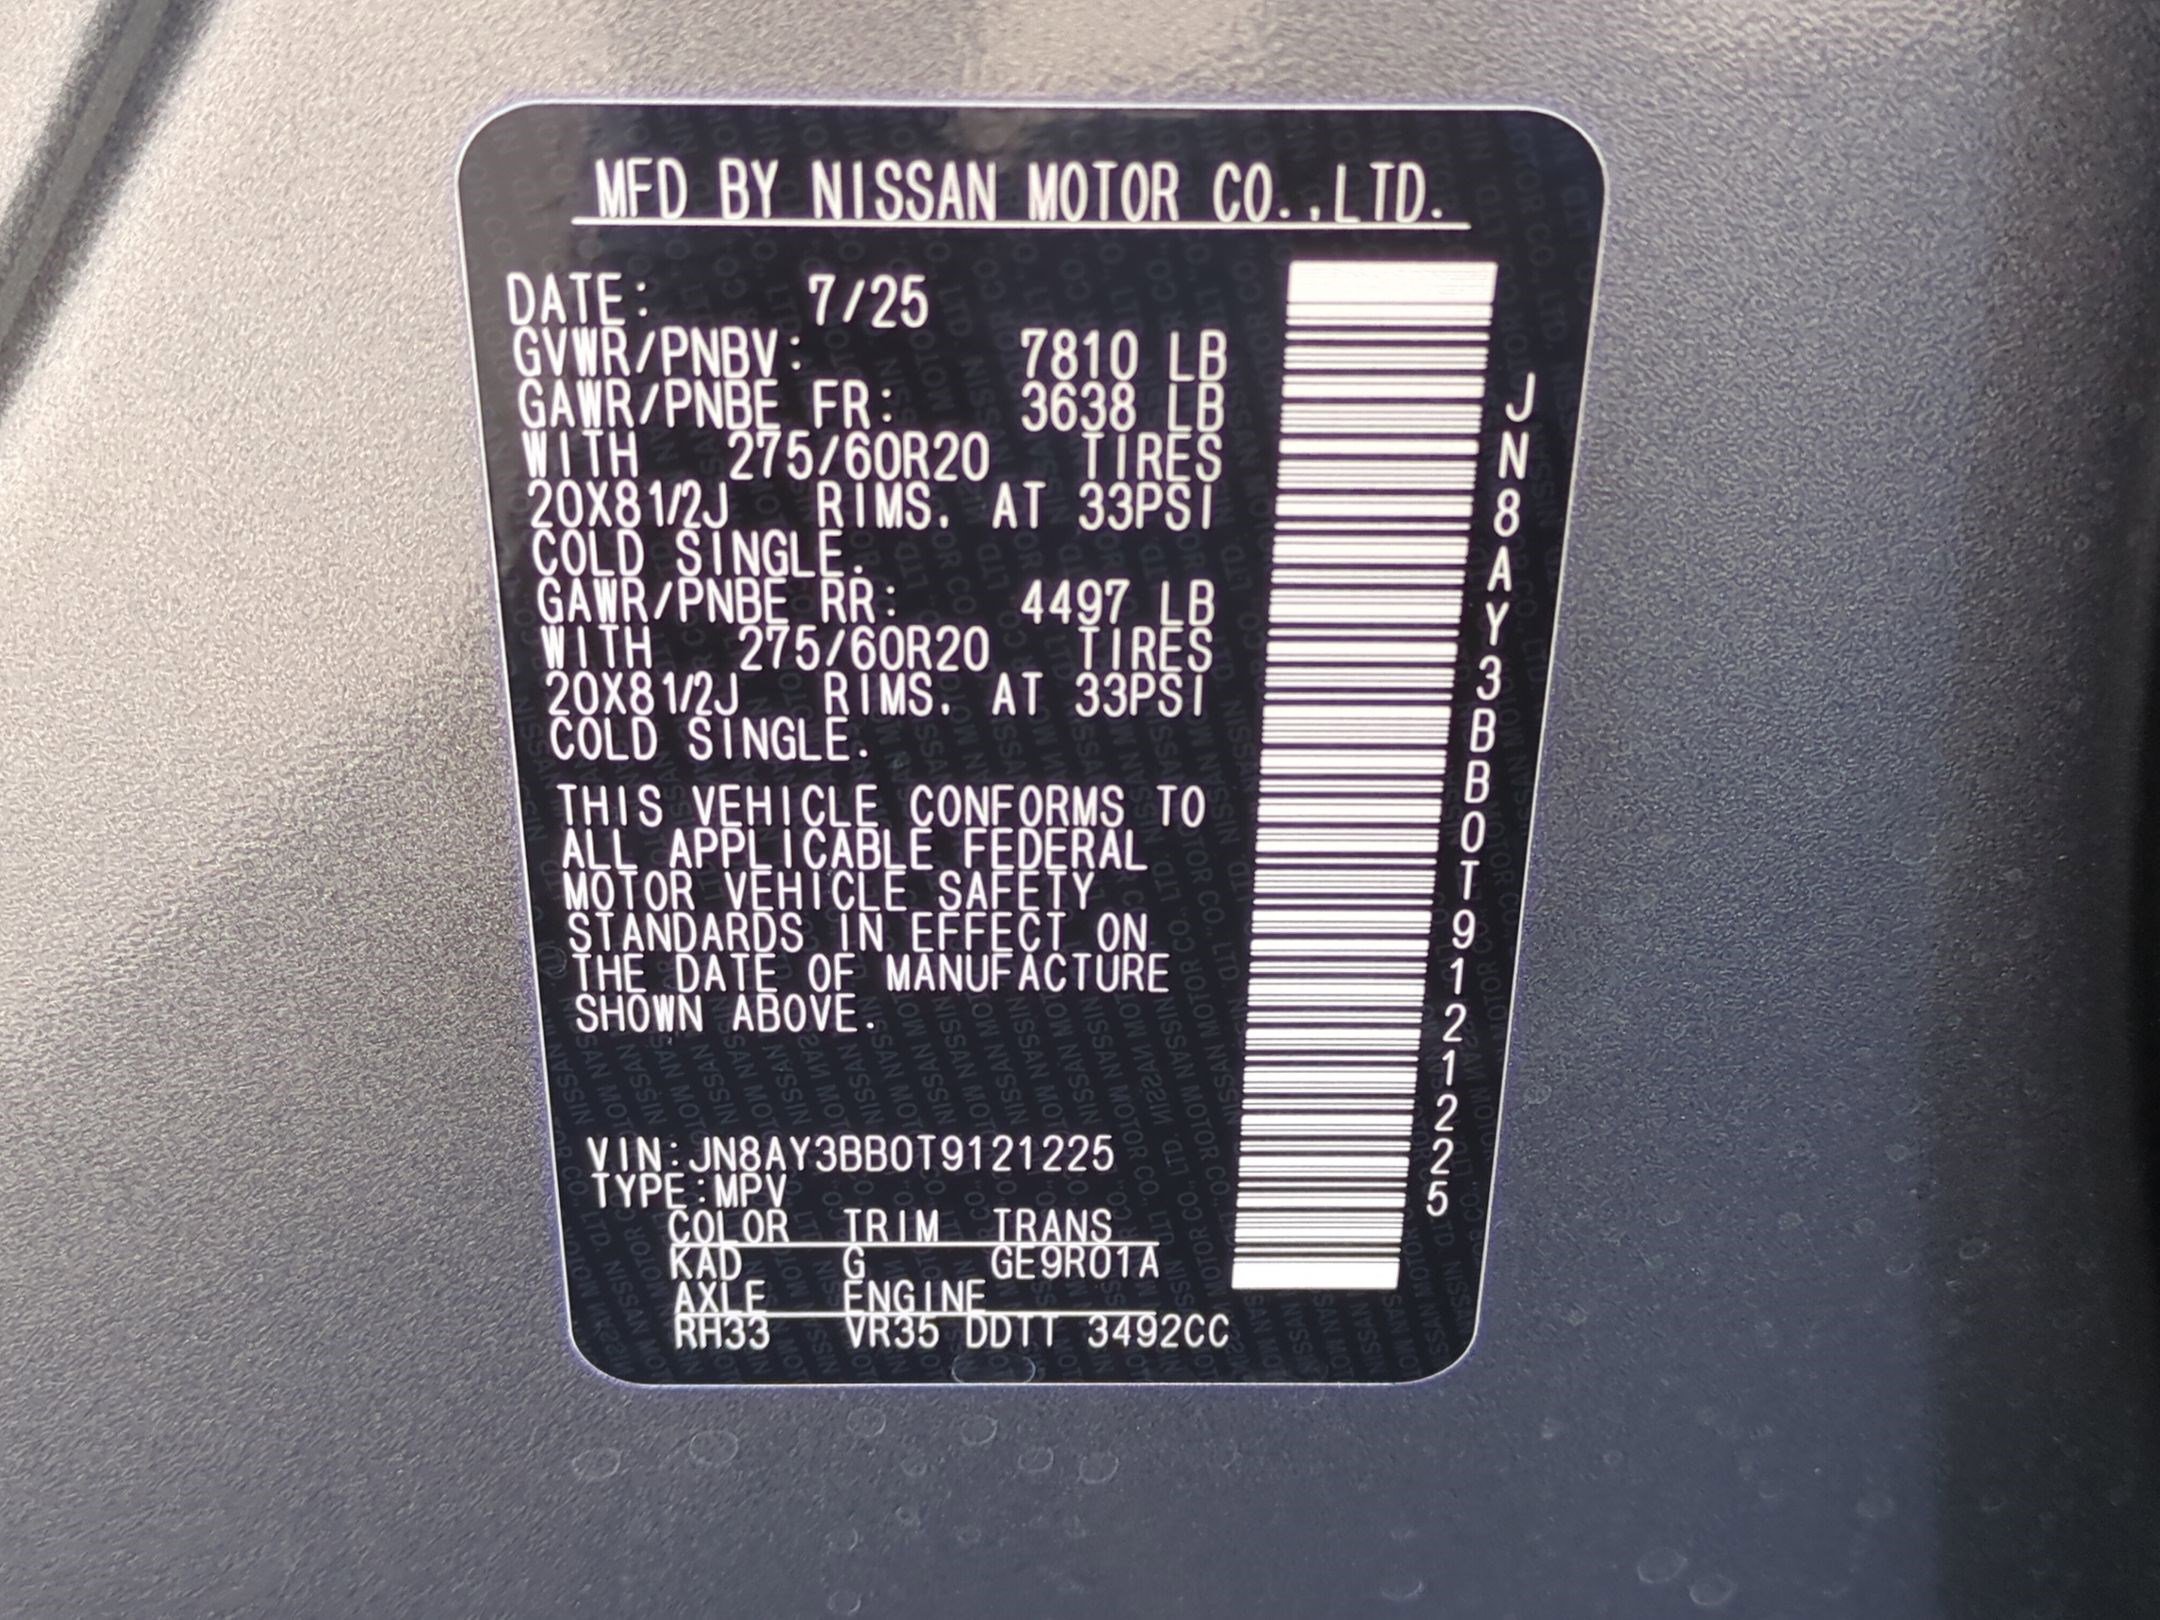 MFD BY NISSAN MOTOR CO.,LTD.
DATE: 7/25
GVWR/PNBV: 7810 LB
GAWR/PNBE FR: 3638 LB
WITH 275/60R20 TIRES
20X81/2J RIMS, AT 33PSI
COLD SINGLE.
GAWR/PNBE RR: 4497 LB
WITH 275/60R20 TIRES
20X81/2J RIMS, AT 33PSI
COLD SINGLE.
THIS VEHICLE CONFORMS TO
ALL APPLICABLE FEDERAL
MOTOR VEHICLE SAFETY
STANDARDS IN EFFECT ON
THE DATE OF MANUFACTURE
SHOWN ABOVE.
VIN:JN8AY3BB0T9121225
TYPE:MPV
COLOR TRIM TRANS
KAD G GE9R01A
AXLE ENGINE
RH33 VR35 DDTT 3492CC
JN8AY3BB0T9121225